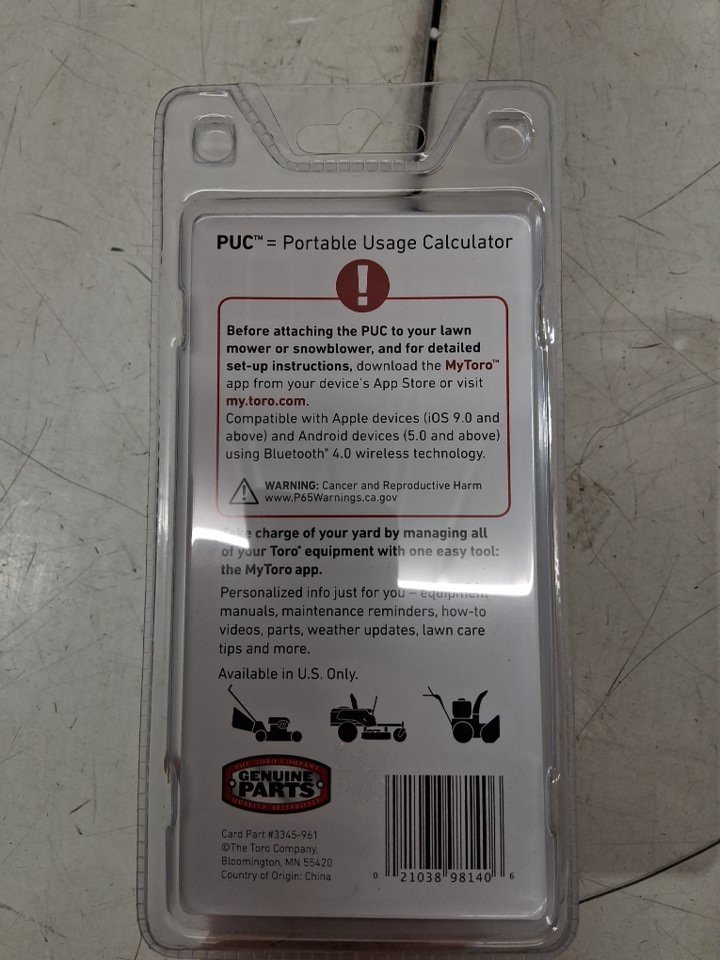 PUC™ = Portable Usage Calculator
!
Before attaching the PUC to your lawn
mower or snowblower, and for detailed
set-up instructions, download the MyToro™
app from your device's App Store or visit
my.toro.com.
Compatible with Apple devices (iOS 9.0 and
above) and Android devices (5.0 and above)
using Bluetooth® 4.0 wireless technology.
! WARNING: Cancer and Reproductive Harm
www.P65Warnings.ca.gov
Take charge of your yard by managing all
of your Toro® equipment with one easy tool:
the MyToro app.
Personalized info just for you – equipment
manuals, maintenance reminders, how-to
videos, parts, weather updates, lawn care
tips and more.
Available in U.S. Only.
THE TORO COMPANY
GENUINE
PARTS
QUALITY RELIABILITY
Card Part #3345-961
©The Toro Company,
Bloomington, MN 55420
Country of Origin: China
0 21038 98140 6